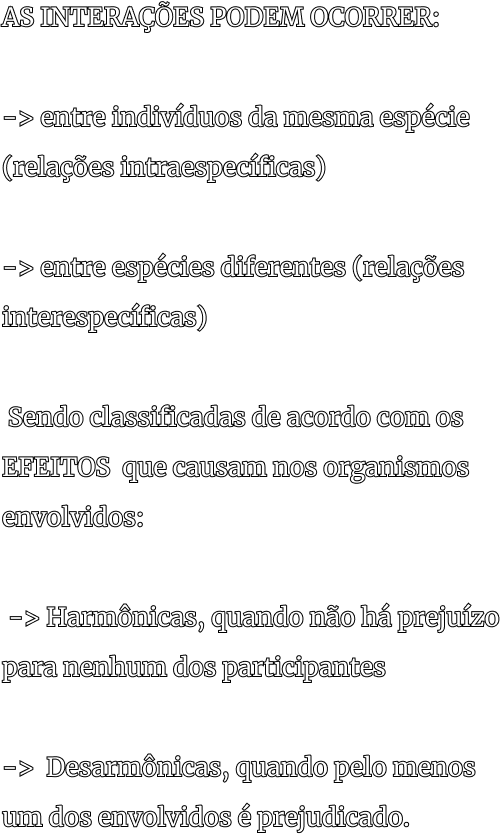 AS INTERAÇÕES PODEM OCORRER:
-> entre indivíduos da mesma espécie
(relações intraespecíficas)
-> entre espécies diferentes (relações
interespecíficas)
Sendo classificadas de acordo com os
EFEITOS que causam nos organismos
envolvidos:
-> Harmônicas, quando não há prejuízo
para nenhum dos participantes
-> Desarmônicas, quando pelo menos
um dos envolvidos é prejudicado.